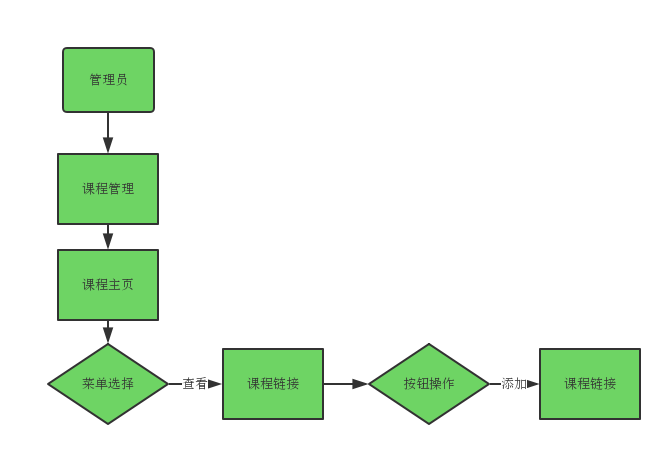 管理员
课程管理
课程主页
菜单选择
查看
课程链接
按钮操作
添加
课程链接